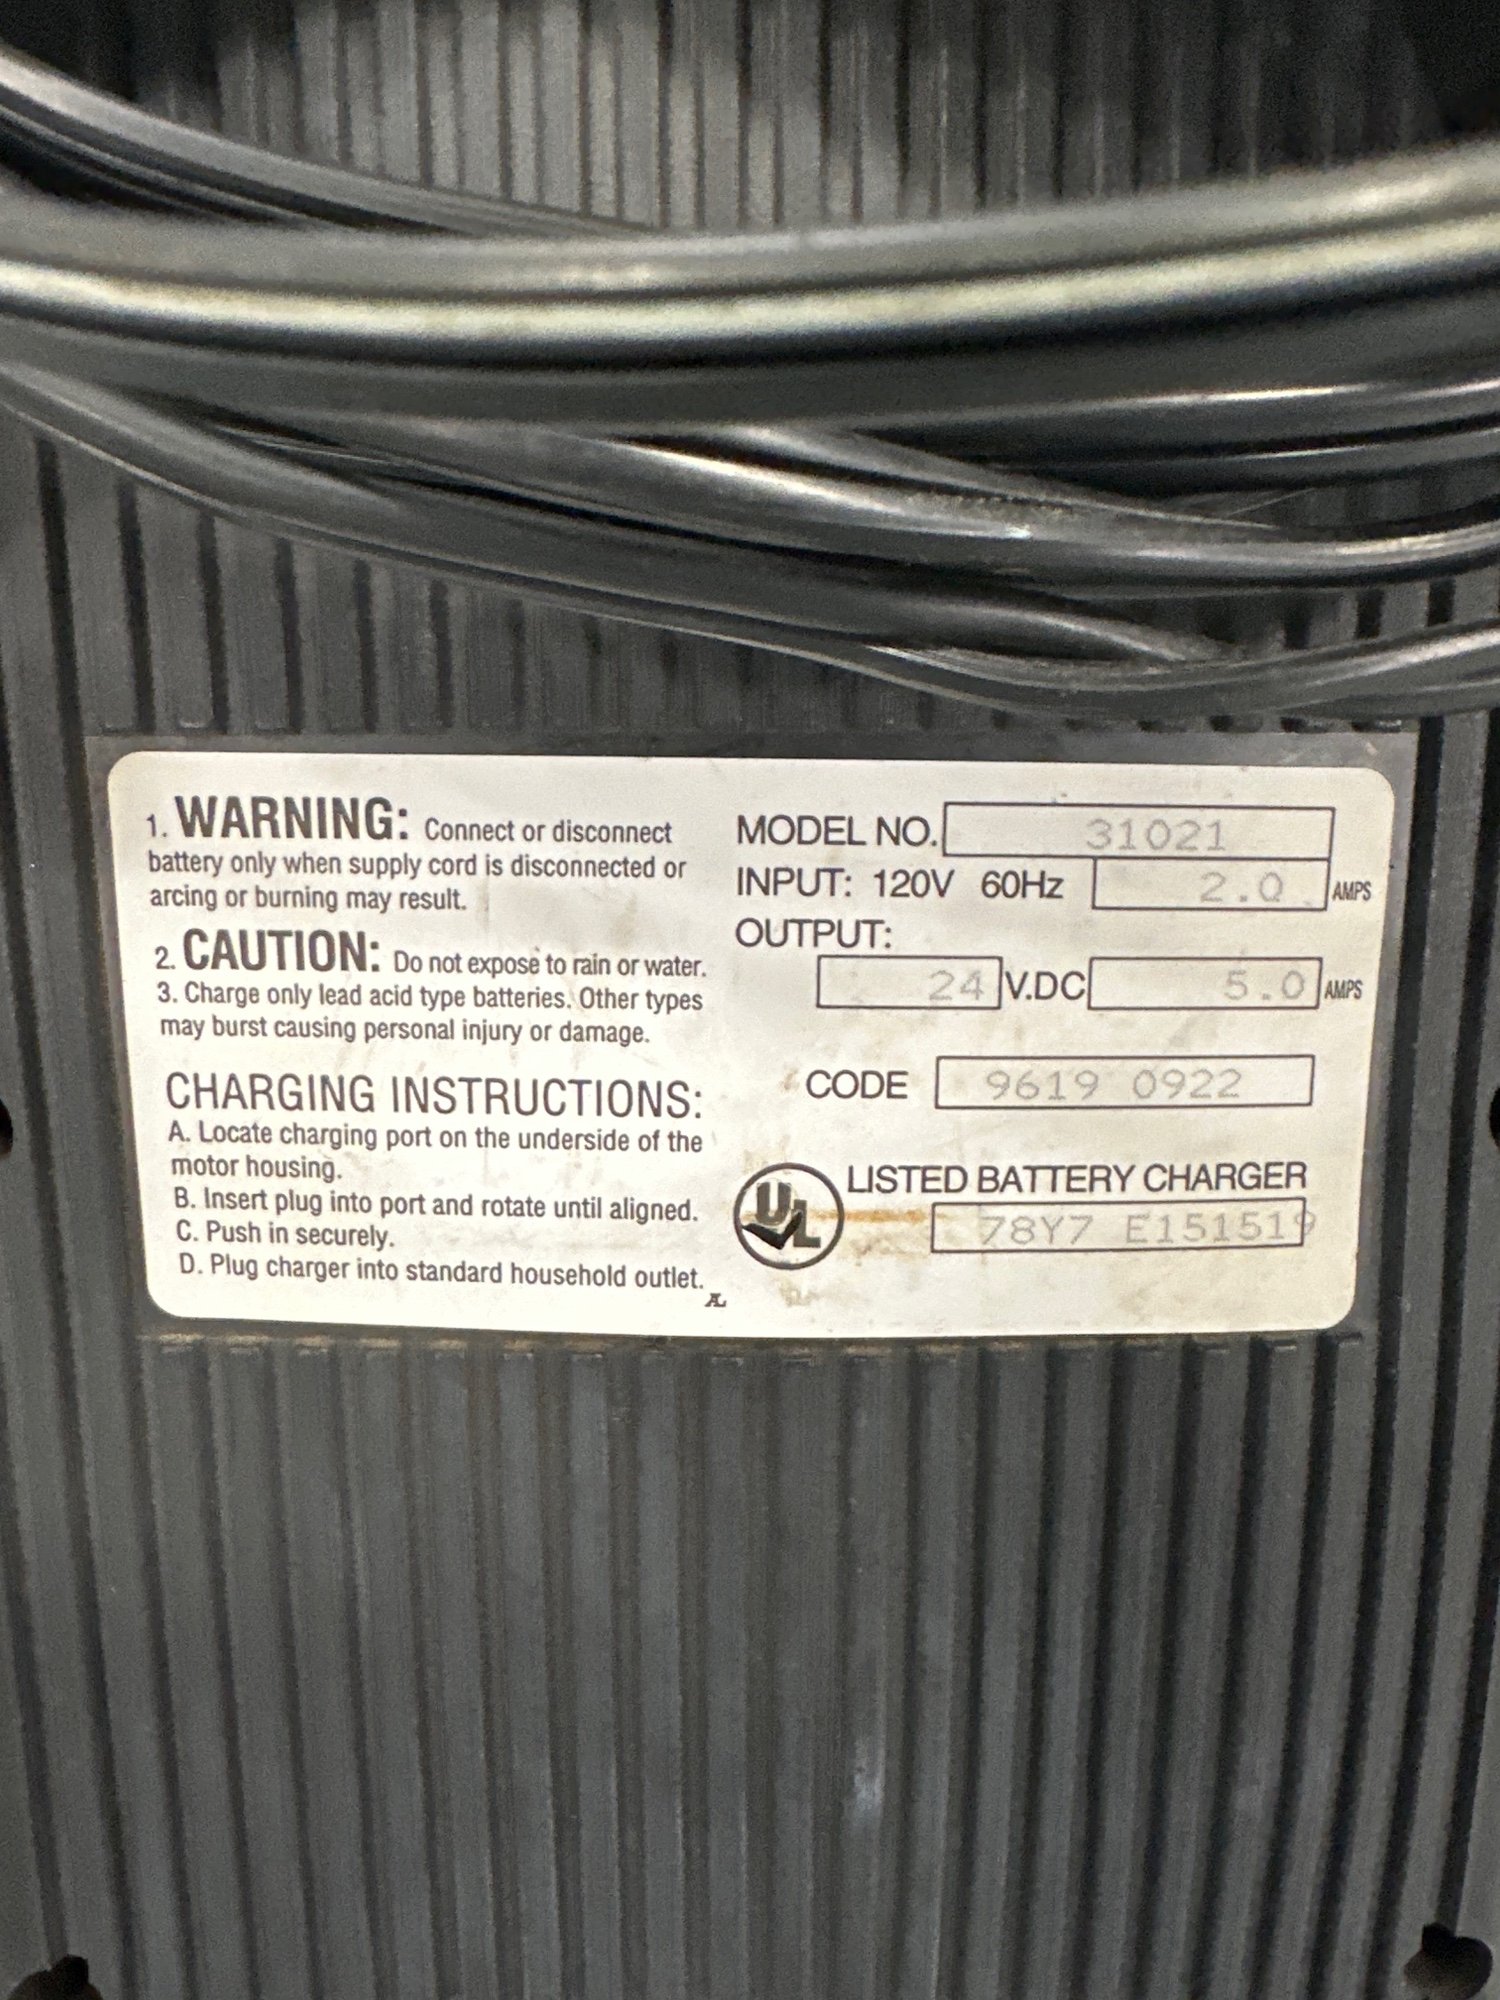 1. WARNING: Connect or disconnect
battery only when supply cord is disconnected or
arcing or burning may result.
2. CAUTION: Do not expose to rain or water.
3. Charge only lead acid type batteries. Other types
may burst causing personal injury or damage.
CHARGING INSTRUCTIONS:
A. Locate charging port on the underside of the
motor housing.
B. Insert plug into port and rotate until aligned.
C. Push in securely.
D. Plug charger into standard household outlet.
MODEL NO. 31021
INPUT: 120V 60Hz 2.0 AMPS
OUTPUT:
24 V.DC 5.0 AMPS
CODE 9619 0922
UL LISTED BATTERY CHARGER
78Y7 E151519